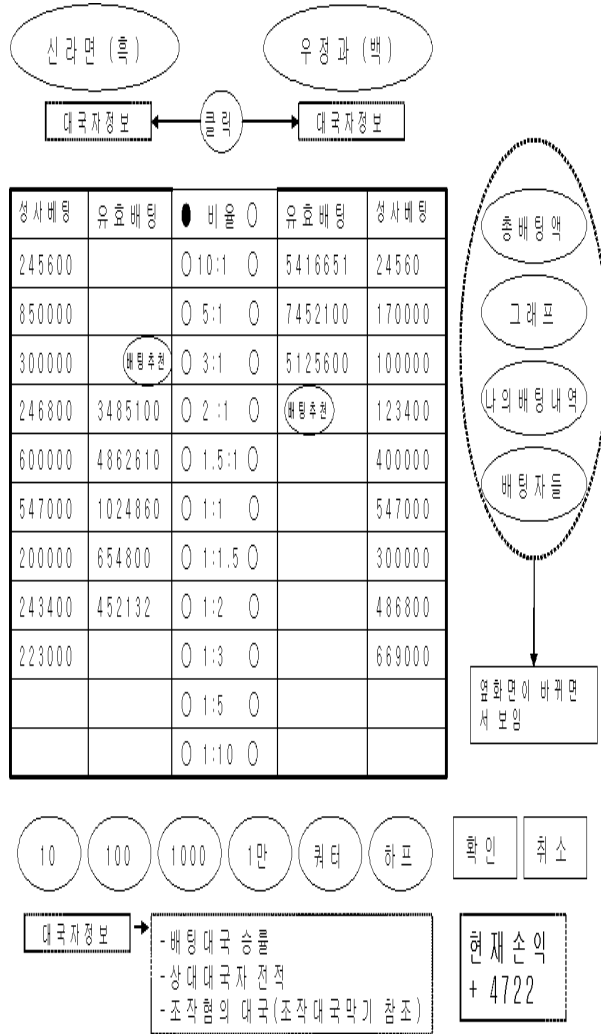 신라면 (흑) 우정과 (백)
대국자정보 클릭 대국자정보
성사베팅 유효배팅 ● 비율 ○ 유효배팅 성사베팅
245600 ○ 10:1 ○ 5416651 24560
850000 ○ 5:1 ○ 7452100 170000
300000 배팅추천 ○ 3:1 ○ 5125600 100000
246800 3485100 ○ 2 :1 ○ 배팅추천 123400
600000 4862610 ○ 1.5:1 ○ 400000
547000 1024860 ○ 1:1 ○ 547000
200000 654800 ○ 1:1.5 ○ 300000
243400 452132 ○ 1:2 ○ 486800
223000 ○ 1:3 ○ 669000
○ 1:5 ○
○ 1:10 ○
총배팅액
그래프
나의배팅내역
배팅자들
옆화면이 바뀌면
서 보임
10 100 1000 1만 쿼터 하프 확인 취소
대국자정보
-배팅대국 승률
-상대대국자 전적
-조작혐의 대국(조작대국막기 참조)
현재손익
+ 4722